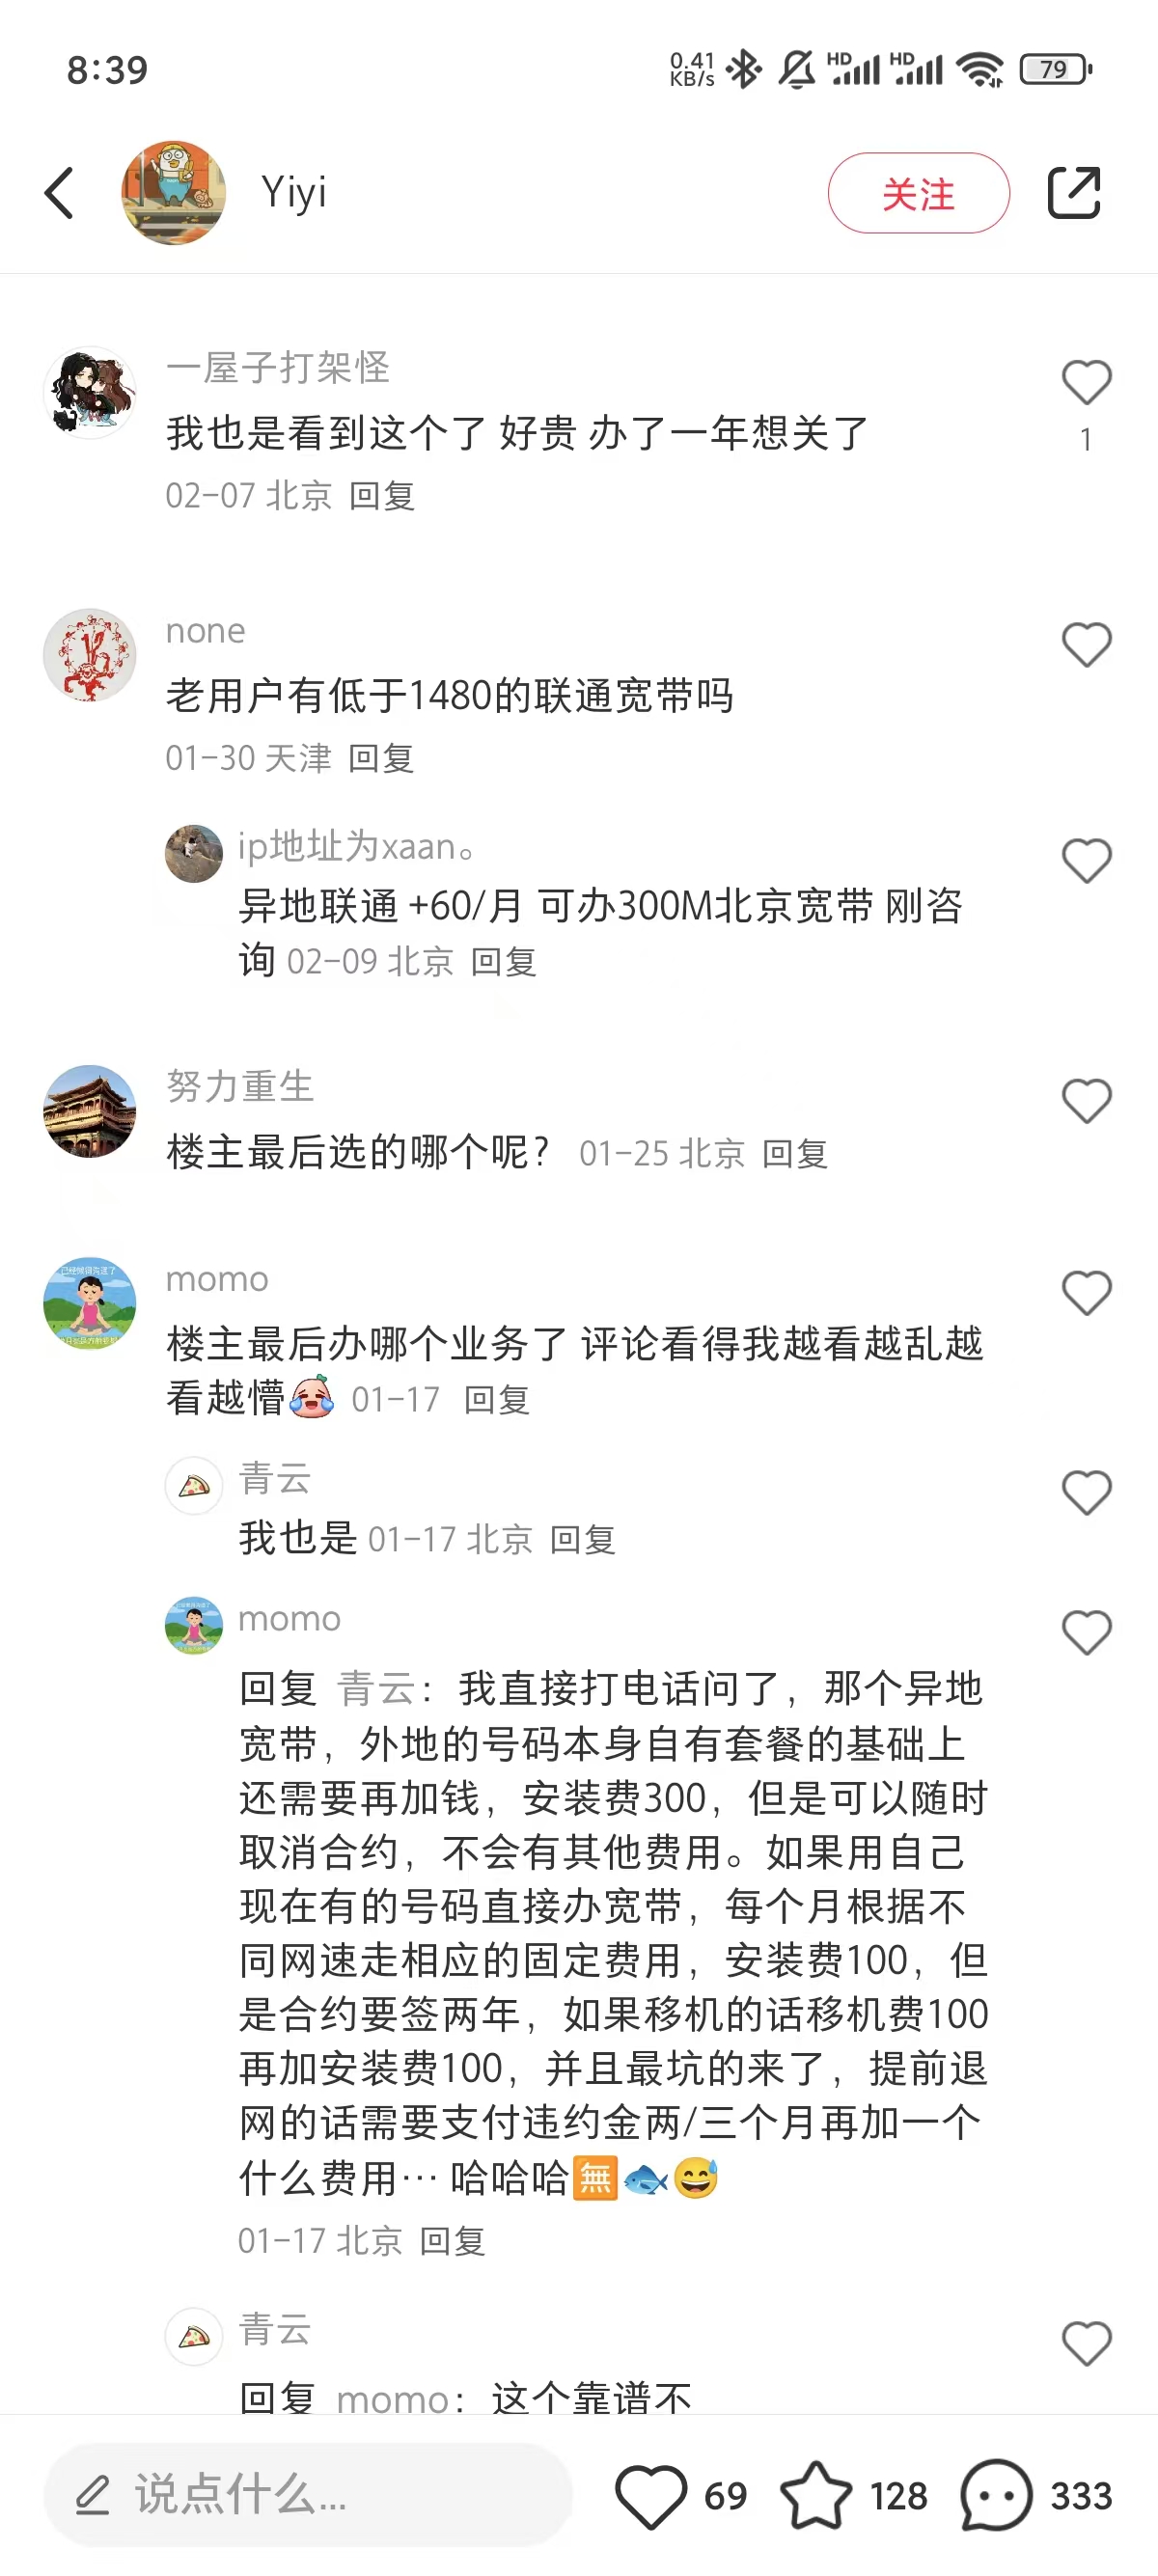 8:39
0.41
KB/s
HD
HD
79
Yiyi
关注
一屋子打架怪
我也是看到这个了 好贵 办了一年想关了
1
02-07 北京 回复
none
老用户有低于1480的联通宽带吗
01-30 天津 回复
ip地址为xaan。
异地联通 +60/月 可办300M北京宽带 刚咨
询 02-09 北京 回复
努力重生
楼主最后选的哪个呢? 01-25 北京 回复
momo
楼主最后办哪个业务了 评论看得我越看越乱越
看越懵 01-17 回复
青云
我也是 01-17 北京 回复
momo
回复 青云：我直接打电话问了，那个异地
宽带，外地的号码本身自有套餐的基础上
还需要再加钱，安装费300，但是可以随时
取消合约，不会有其他费用。如果用自己
现在有的号码直接办宽带，每个月根据不
同网速走相应的固定费用，安装费100，但
是合约要签两年，如果移机的话移机费100
再加安装费100，并且最坑的来了，提前退
网的话需要支付违约金两/三个月再加一个
什么费用… 哈哈哈🈚🐟😅
01-17 北京 回复
青云
回复 momo：这个靠谱不
说点什么...
69
128
333